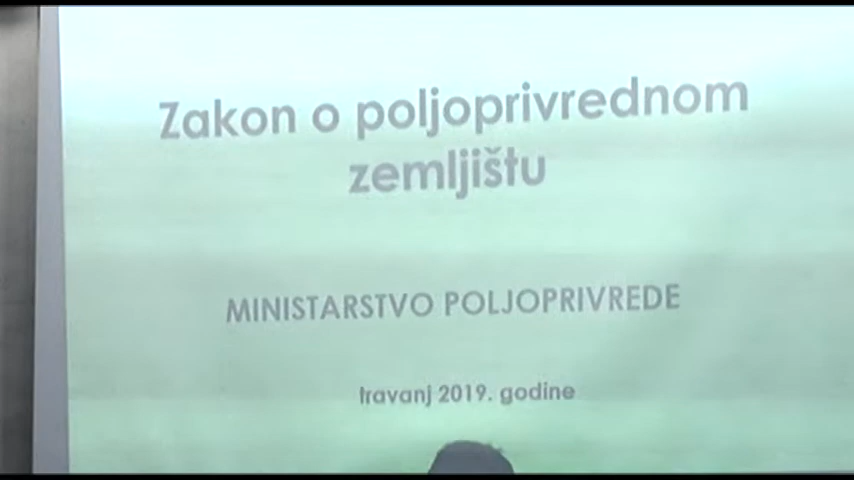 Zakon o poljoprivrednom
zemljištu
MINISTARSTVO POLJOPRIVREDE
travanj 2019. godine